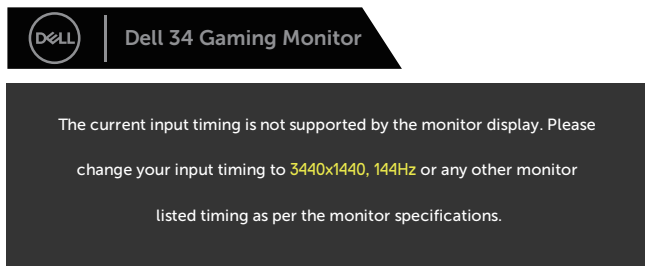 DELL
Dell 34 Gaming Monitor
The current input timing is not supported by the monitor display. Please
change your input timing to 3440x1440, 144Hz or any other monitor
listed timing as per the monitor specifications.